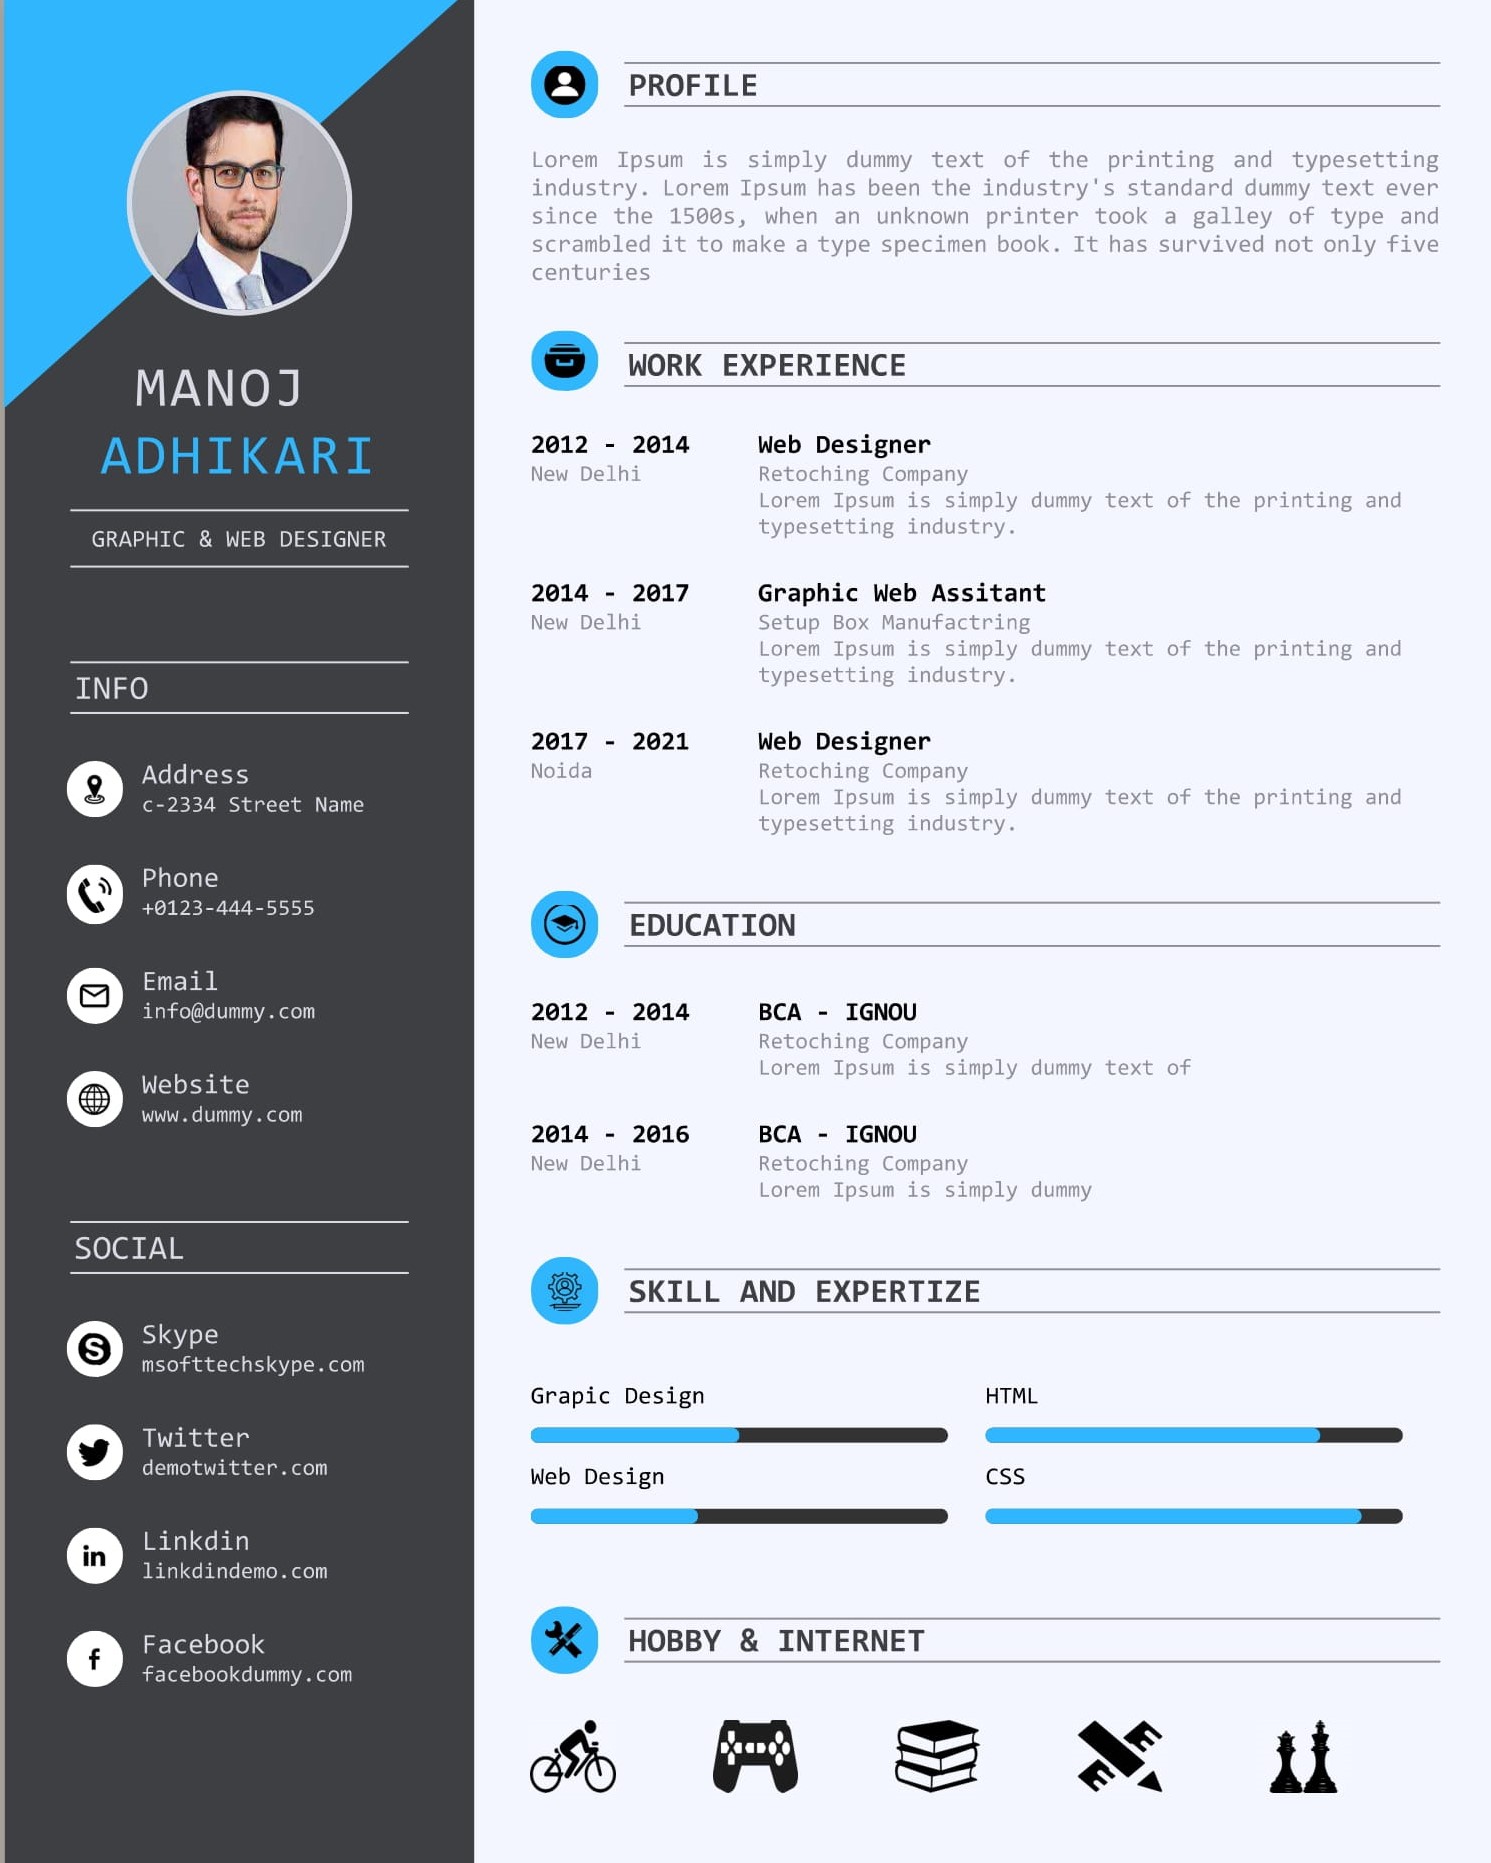 MANOJ
ADHIKARI
GRAPHIC & WEB DESIGNER
INFO
Address
c-2334 Street Name
Phone
+0123-444-5555
Email
info@dummy.com
Website
www.dummy.com
SOCIAL
Skype
msofttechskype.com
Twitter
demotwitter.com
Linkdin
linkdindemo.com
Facebook
facebookdummy.com
PROFILE
Lorem Ipsum is simply dummy text of the printing and typesetting
industry. Lorem Ipsum has been the industry's standard dummy text ever
since the 1500s, when an unknown printer took a galley of type and
scrambled it to make a type specimen book. It has survived not only five
centuries
WORK EXPERIENCE
2012 - 2014
New Delhi
Web Designer
Retoching Company
Lorem Ipsum is simply dummy text of the printing and
typesetting industry.
2014 - 2017
New Delhi
Graphic Web Assitant
Setup Box Manufactring
Lorem Ipsum is simply dummy text of the printing and
typesetting industry.
2017 - 2021
Noida
Web Designer
Retoching Company
Lorem Ipsum is simply dummy text of the printing and
typesetting industry.
EDUCATION
2012 - 2014
New Delhi
BCA - IGNOU
Retoching Company
Lorem Ipsum is simply dummy text of
2014 - 2016
New Delhi
BCA - IGNOU
Retoching Company
Lorem Ipsum is simply dummy
SKILL AND EXPERTIZE
Grapic Design
HTML
Web Design
CSS
HOBBY & INTERNET